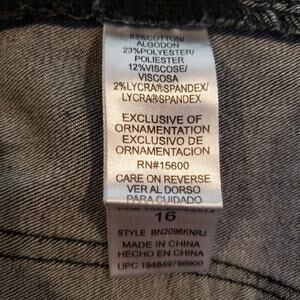 63%COTTON/
ALGODON
23%POLYESTER/
POLIESTER
12%VISCOSE/
VISCOSA
2%LYCRA®SPANDEX/
LYCRA®SPANDEX
EXCLUSIVE OF
ORNAMENTATION
EXCLUSIVO DE
ORNAMENTACION
RN#15600
CARE ON REVERSE
VER AL DORSO
PARA CUIDADO
16
STYLE BN2096KNRJ
MADE IN CHINA
HECHO EN CHINA
UPC 194849798900